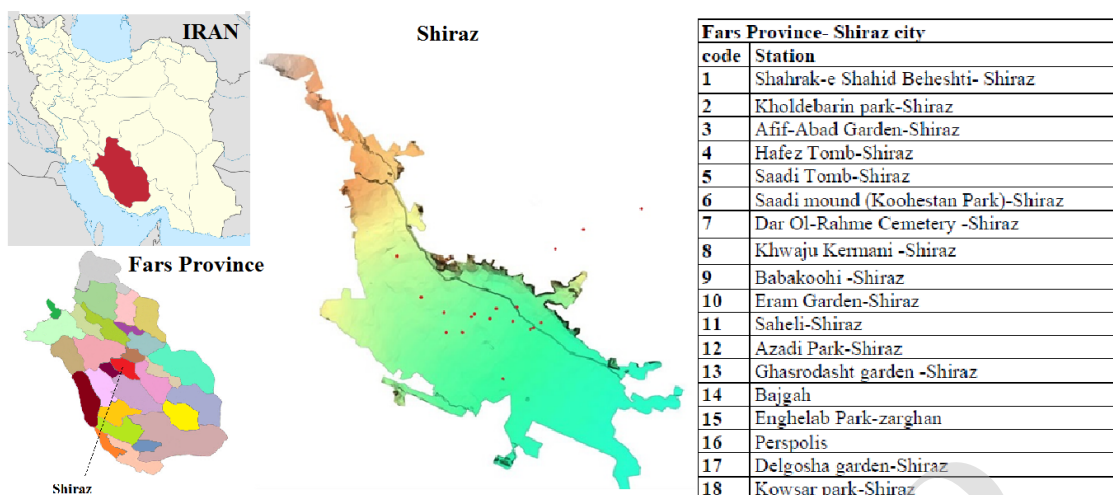 IRAN
Shiraz
Fars Province
Shiraz
Fars Province- Shiraz city
code Station
1 Shahrak-e Shahid Beheshti- Shiraz
2 Kholdebarin park-Shiraz
3 Afif-Abad Garden-Shiraz
4 Hafez Tomb-Shiraz
5 Saadi Tomb-Shiraz
6 Saadi mound (Koohestan Park)-Shiraz
7 Dar Ol-Rahme Cemetery -Shiraz
8 Khwaju Kermani -Shiraz
9 Babakoohi -Shiraz
10 Eram Garden-Shiraz
11 Saheli-Shiraz
12 Azadi Park-Shiraz
13 Ghasrodasht garden -Shiraz
14 Bajgah
15 Enghelab Park-zarghan
16 Perspolis
17 Delgosha garden-Shiraz
18 Kowsar park-Shiraz